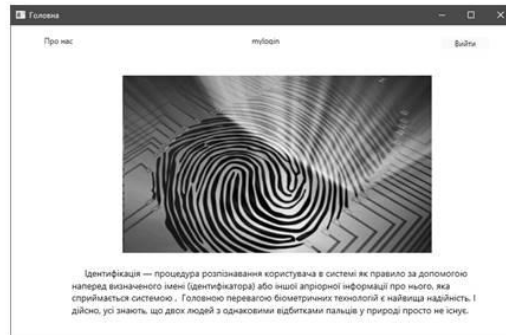 Головна
Про нас
mylogin
Вийти
Ідентифікація — процедура розпізнавання користувача в системі як правило за допомогою
наперед визначеного імені (ідентифікатора) або іншої апріорної інформації про нього, яка
сприймається системою . Головною перевагою біометричних технологій є найвища надійність. І
дійсно, усі знають, що двох людей з однаковими відбитками пальців у природі просто не існує.